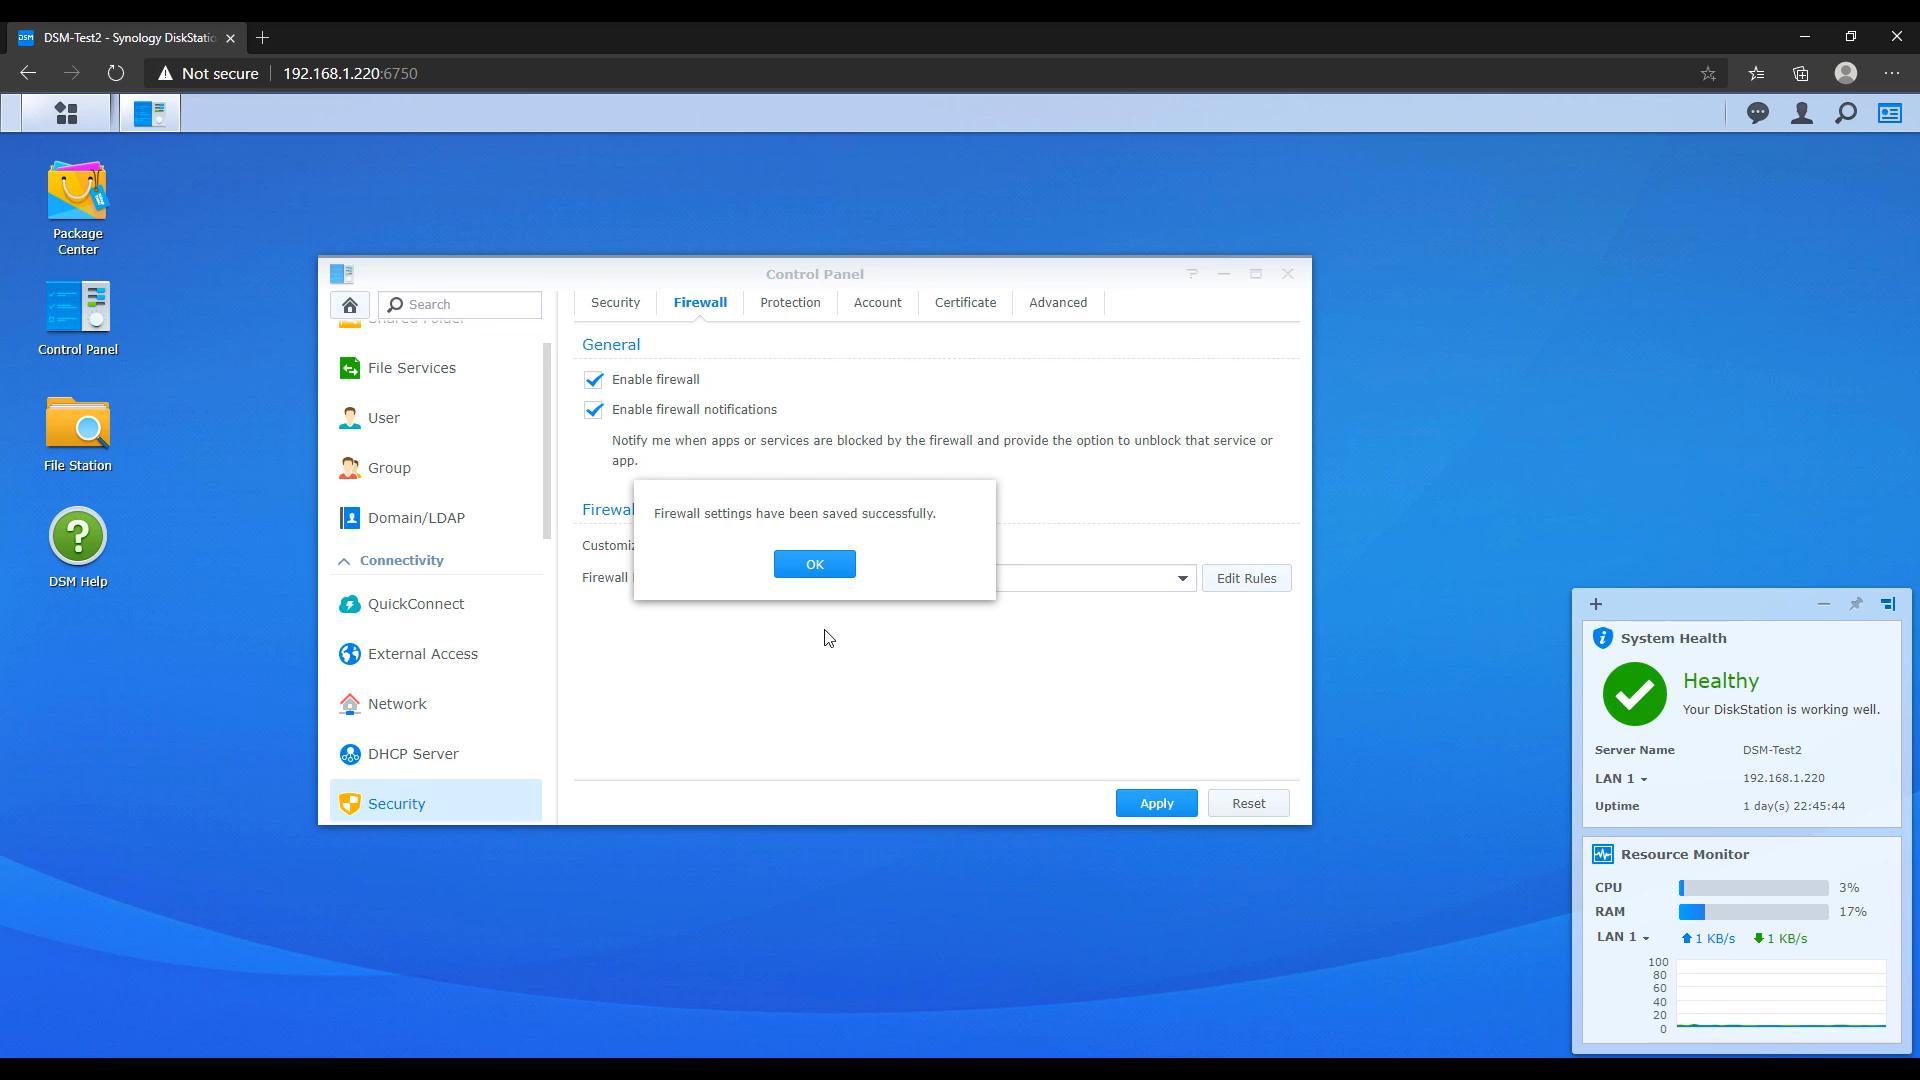 DSM-Test2 - Synology DiskStatio
Not secure
192.168.1.220:6750
Package
Center
Control Panel
File Station
DSM Help
Control Panel
Search
Shared Folder
File Services
User
Group
Domain/LDAP
Connectivity
QuickConnect
External Access
Network
DHCP Server
Security
Security
Firewall
Protection
Account
Certificate
Advanced
General
Enable firewall
Enable firewall notifications
Notify me when apps or services are blocked by the firewall and provide the option to unblock that service or
app.
Firewal
Customiz
Firewall
Edit Rules
Firewall settings have been saved successfully.
OK
Apply
Reset
System Health
Healthy
Your DiskStation is working well.
Server Name DSM-Test2
LAN 1 192.168.1.220
Uptime 1 day(s) 22:45:44
Resource Monitor
CPU 3%
RAM 17%
LAN 1 1 KB/s 1 KB/s
100
80
60
40
20
0